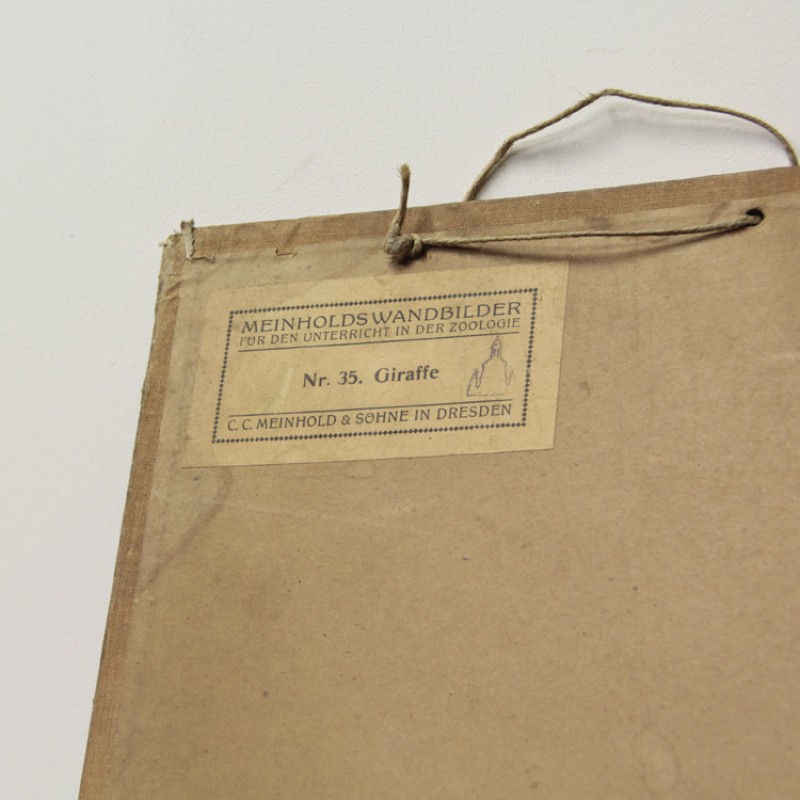 MEINHOLDS WANDBILDER
FÜR DEN UNTERRICHT IN DER ZOOLOGIE
Nr. 35. Giraffe
C. C. MEINHOLD & SÖHNE IN DRESDEN